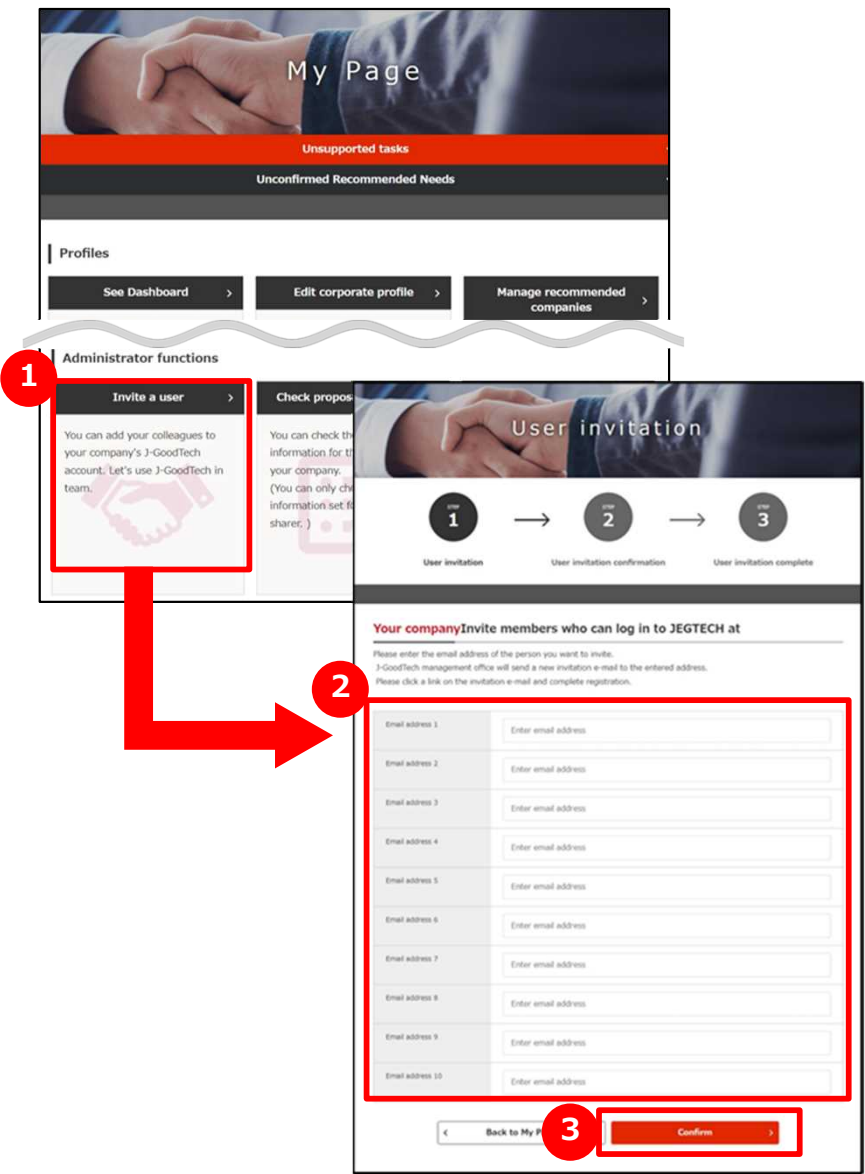 My Page
Unsupported tasks
Unconfirmed Recommended Needs
Profiles
See Dashboard >
Edit corporate profile >
Manage recommended >
companies
Administrator functions
1
Invite a user >
You can add your colleagues to
your company's J-GoodTech
account. Let's use J-GoodTech in
team.
Check
You can check
information for
your company.
(You can only
information set
sharer. )
User invitation
STEP
1
STEP
2
STEP
3
User invitation
User invitation confirmation
User invitation complete
Your companyInvite members who can log in to JEGTECH at
Please enter the email address of the person you want to invite.
J-GoodTech management office will send a new invitation e-mail to the entered address.
Please click a link on the invitation e-mail and complete registration.
2
Email address 1
Enter email address
Email address 2
Enter email address
Email address 3
Enter email address
Email address 4
Enter email address
Email address 5
Enter email address
Email address 6
Enter email address
Email address 7
Enter email address
Email address 8
Enter email address
Email address 9
Enter email address
Email address 10
Enter email address
< Back to My
3
Confirm >